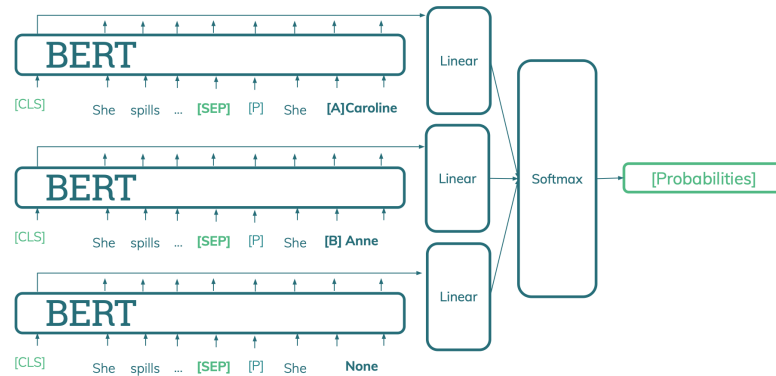 BERT
Linear
[CLS] She spills ... [SEP] [P] She [A]Caroline
BERT
Linear
Softmax
[Probabilities]
[CLS] She spills ... [SEP] [P] She [B] Anne
BERT
Linear
[CLS] She spills ... [SEP] [P] She None